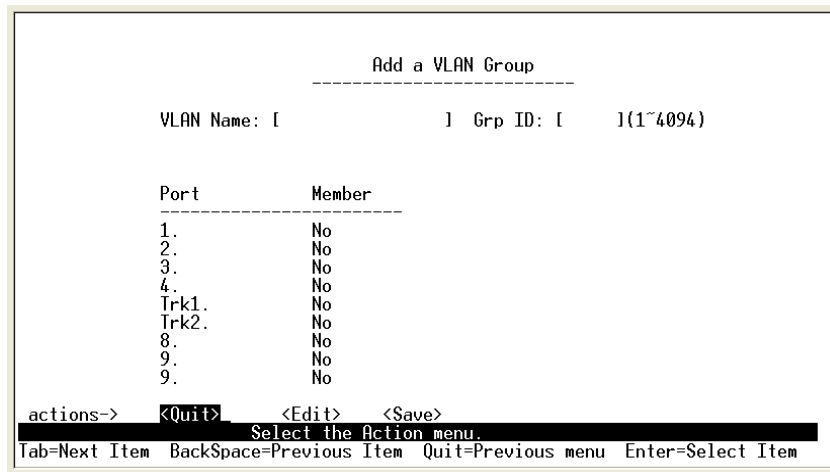 Add a VLAN Group
---------------------------
VLAN Name: [                    ]  Grp ID: [      ](1~4094)
Port                Member
-------------------------
1.                  No
2.                  No
3.                  No
4.                  No
Trk1.               No
Trk2.               No
8.                  No
9.                  No
9.                  No
actions->     <Quit>      <Edit>     <Save>
Select the Action menu.
Tab=Next Item  BackSpace=Previous Item  Quit=Previous menu  Enter=Select Item